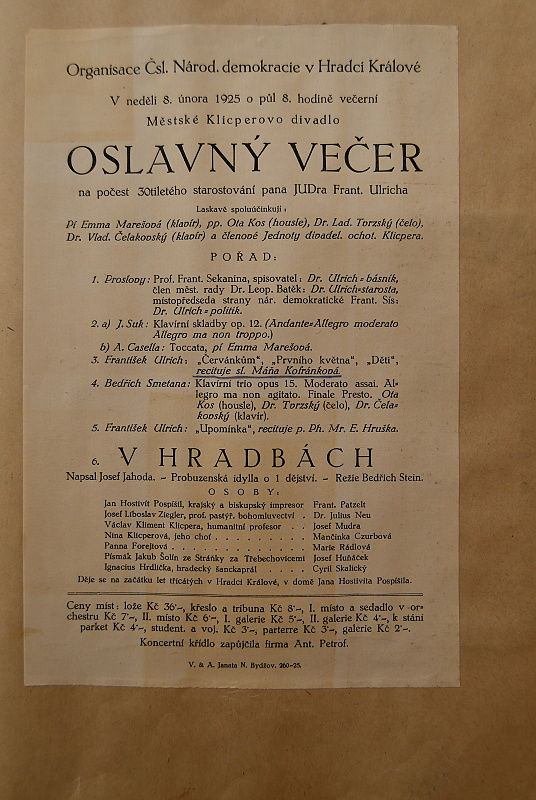 Organisace Čsl. Národ. demokracie v Hradci Králové
V neděli 8. února 1925 o půl 8. hodině večerní
Městské Klicperovo divadlo
OSLAVNÝ VEČER
na počest 30tiletého starostování pana JUDra Frant. Ulricha
Laskavě spoluúčinkují:
Pí Emma Marešová (klavír), pp. Ota Kos (housle), Dr. Lad. Tvrzský (čelo),
Dr. Vlad. Čelakovský (klavír) a členové Jednoty divadel. ochot. Klicpera.
POŘAD:
1. Proslovy: Prof. Frant. Sekanina, spisovatel: Dr. Ulrich-básník,
člen měst. rady Dr. Leop. Batěk: Dr. Ulrich-starosta,
místopředseda strany nár. demokratické Frant. Sís:
Dr. Ulrich-politik.
2. a) J. Suk: Klavírní skladby op. 12. (Andante-Allegro moderato
Allegro ma non troppo.)
b) A. Casella: Toccata, pí Emma Marešová.
3. František Ulrich: „Červánkům“, „Prvního května“, „Děti“,
recituje sl. Máňa Kofránková.
4. Bedřich Smetana: Klavírní trio opus 15. Moderato assai. Al-
legro ma non agitato. Finale Presto. Ota
Kos (housle), Dr. Tvrzský (čelo), Dr. Čela-
kovský (klavír).
5. František Ulrich: „Upomínka“, recituje p. Ph. Mr. E. Hruška.
6. V HRADBÁCH
Napsal Josef Jahoda. – Probuzenská idylla o 1 dějství. – Režie Bedřich Stein.
OSOBY:
Jan Hostivít Pospíšil, krajský a biskupský impresor Frant. Patzelt
Josef Liboslav Ziegler, prof. pastýř. bohomluvectví . Dr. Julius Neu
Václav Kliment Klicpera, humanitní profesor . . Josef Mudra
Nina Klicperová, jeho choť . . . . . . . . . Mančinka Czurbová
Panna Forejtová . . . . . . . . . . . . Marie Rádlová
Písmák Jakub Šolín ze Stránky za Třebechovicemi Josef Huňáček
Ignacius Hrdlička, hradecký šanckaprál . . . . Cyril Skalický
Děje se na začátku let třicátých v Hradci Králové, v domě Jana Hostivíta Pospíšila.
Ceny míst: lože Kč 36·–, křeslo a tribuna Kč 8·–, I. místo a sedadlo v or-
chestru Kč 7·–, II. místo Kč 6·–, I. galerie Kč 5·–, II. galerie Kč 4·–, k stání
parket Kč 4·–, student. a voj. Kč 3·–, parterre Kč 3·–, galerie Kč 2·–.
Koncertní křídlo zapůjčila firma Ant. Petrof.
V. & A. Janata N. Bydžov. 260-25.